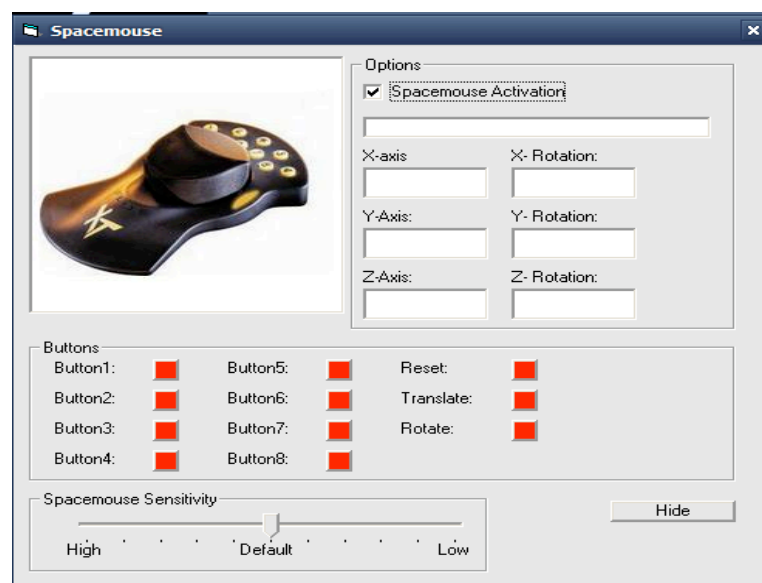 Spacemouse
Options
Spacemouse Activation
X-axis X- Rotation:
Y-Axis: Y- Rotation:
Z-Axis: Z- Rotation:
Buttons
Button1: Button5: Reset:
Button2: Button6: Translate:
Button3: Button7: Rotate:
Button4: Button8:
Spacemouse Sensitivity
High Default Low
Hide